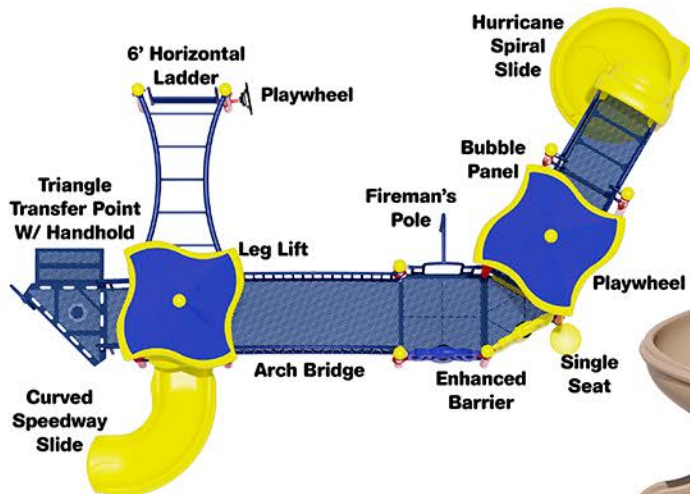 6' Horizontal
Ladder
Playwheel
Hurricane
Spiral
Slide
Triangle
Transfer Point
W/ Handhold
Leg Lift
Fireman's
Pole
Bubble
Panel
Playwheel
Curved
Speedway
Slide
Arch Bridge
Enhanced
Barrier
Single
Seat